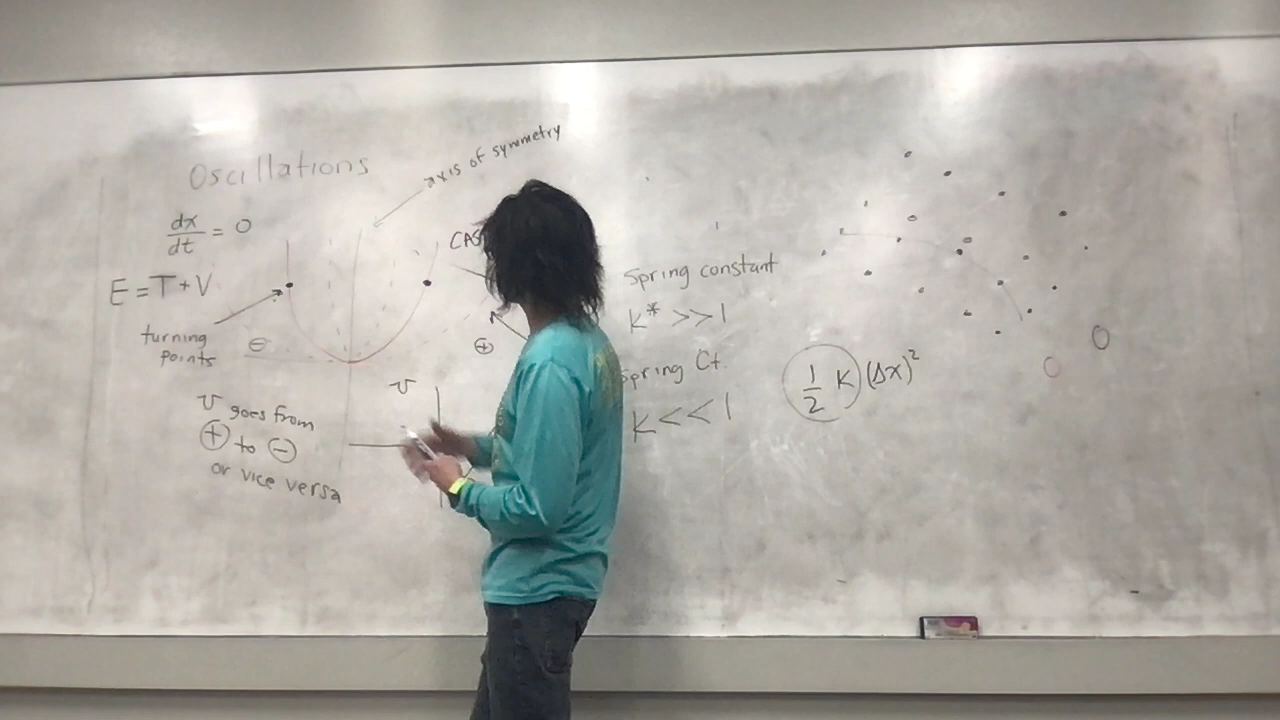 Oscillations
axis of symmetry
dx/dt = 0
E = T + V
turning
points
⊖
⊕
v goes from
⊕ to ⊖
or vice versa
v
Spring constant
k* >> 1
Spring Ct.
k << 1
1/2 k (Δx)²
O
O